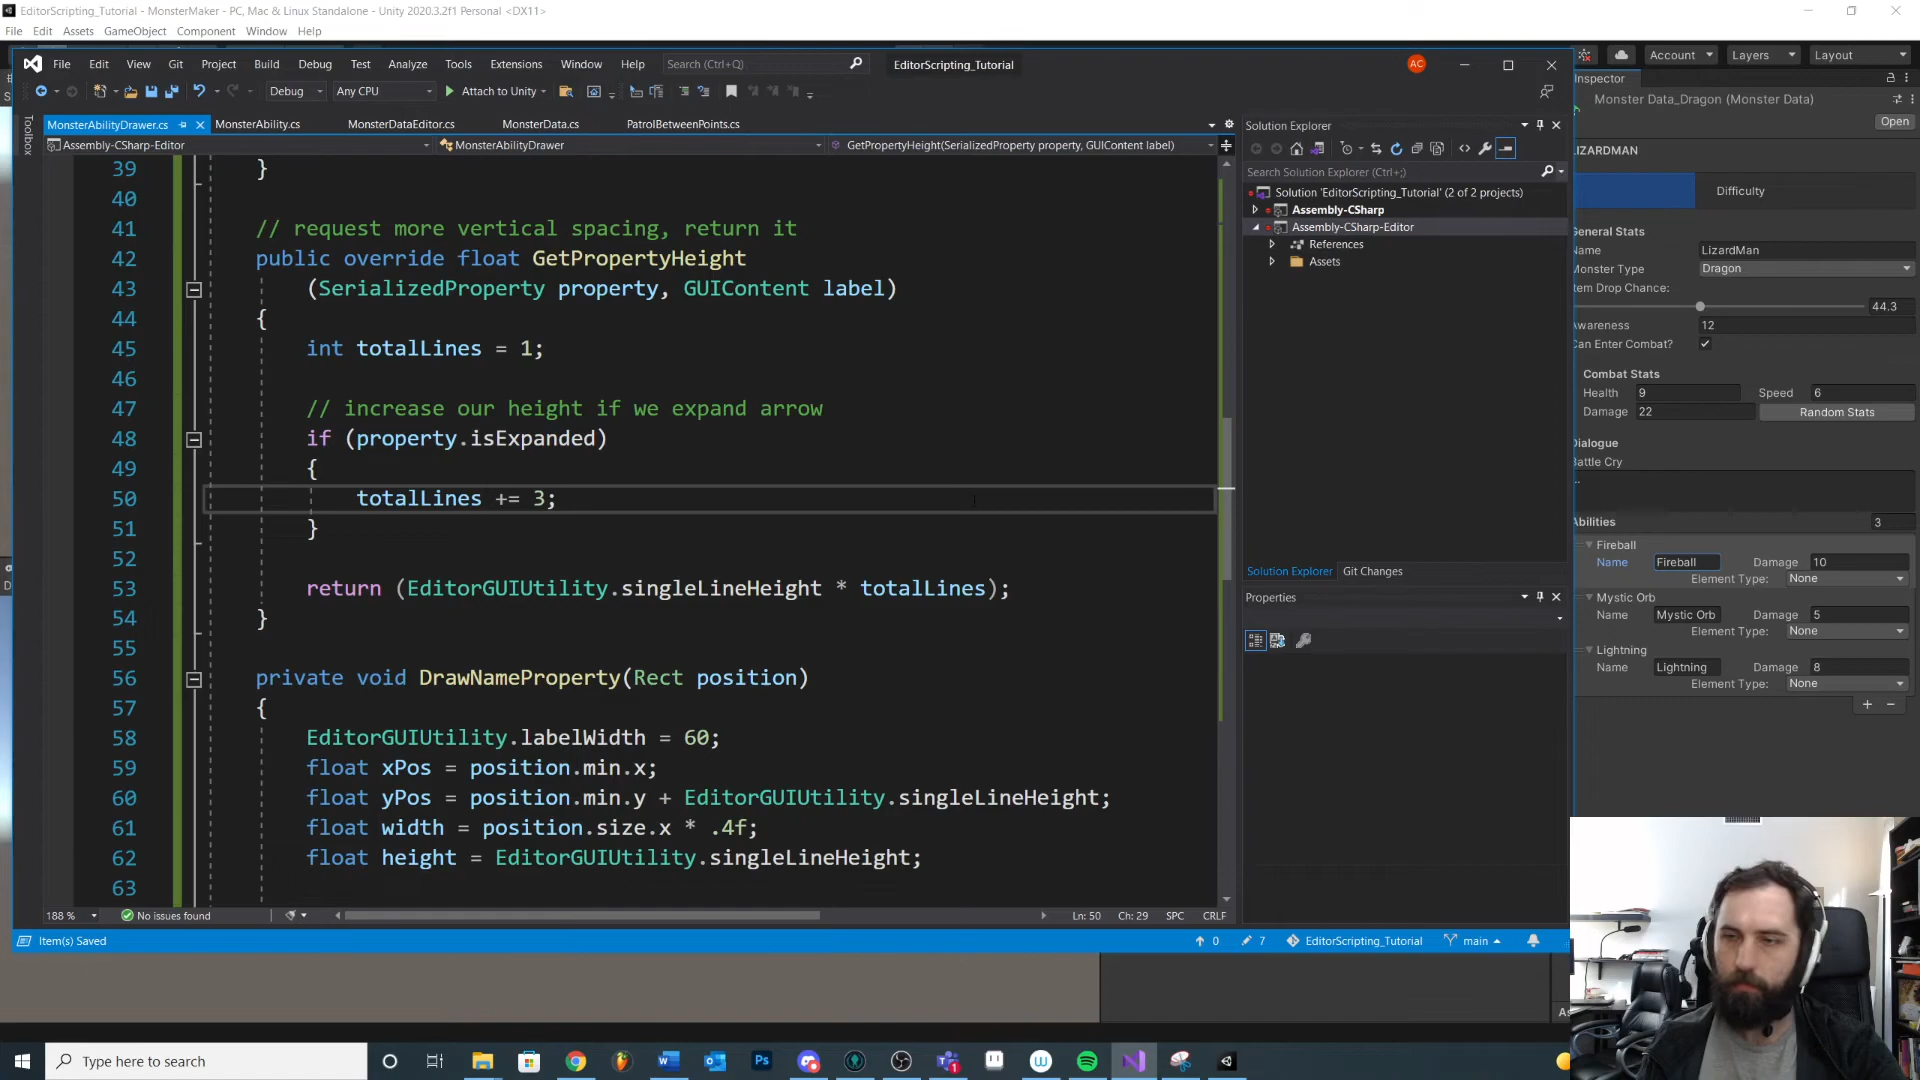 EditorScripting_Tutorial - MonsterMaker - PC, Mac & Linux Standalone - Unity 2020.3.2f1 Personal <DX11>
File Edit Assets GameObject Component Window Help
File Edit View Git Project Build Debug Test Analyze Tools Extensions Window Help Search (Ctrl+Q) EditorScripting_Tutorial AC
Account Layers Layout
Debug Any CPU Attach to Unity
Inspector
Monster Data_Dragon (Monster Data)
Open
Toolbox
MonsterAbilityDrawer.cs MonsterAbility.cs MonsterDataEditor.cs MonsterData.cs PatrolBetweenPoints.cs
Assembly-CSharp-Editor MonsterAbilityDrawer GetPropertyHeight(SerializedProperty property, GUIContent label)
39 }
40
41 // request more vertical spacing, return it
42 public override float GetPropertyHeight
43 (SerializedProperty property, GUIContent label)
44 {
45 int totalLines = 1;
46
47 // increase our height if we expand arrow
48 if (property.isExpanded)
49 {
50 totalLines += 3;
51 }
52
53 return (EditorGUIUtility.singleLineHeight * totalLines);
54 }
55
56 private void DrawNameProperty(Rect position)
57 {
58 EditorGUIUtility.labelWidth = 60;
59 float xPos = position.min.x;
60 float yPos = position.min.y + EditorGUIUtility.singleLineHeight;
61 float width = position.size.x * .4f;
62 float height = EditorGUIUtility.singleLineHeight;
63
188 % No issues found Ln: 50 Ch: 29 SPC CRLF
Item(s) Saved 0 7 EditorScripting_Tutorial main
Solution Explorer
Search Solution Explorer (Ctrl+;)
Solution 'EditorScripting_Tutorial' (2 of 2 projects)
Assembly-CSharp
Assembly-CSharp-Editor
References
Assets
Solution Explorer Git Changes
Properties
IZARDMAN
Difficulty
General Stats
Name LizardMan
Monster Type Dragon
tem Drop Chance:
44.3
Awareness 12
Can Enter Combat?
Combat Stats
Health 9 Speed 6
Damage 22 Random Stats
Dialogue
Battle Cry
..
Abilities 3
Fireball
Name Fireball Damage 10
Element Type: None
Mystic Orb
Name Mystic Orb Damage 5
Element Type: None
Lightning
Name Lightning Damage 8
Element Type: None
+ −
As
Type here to search